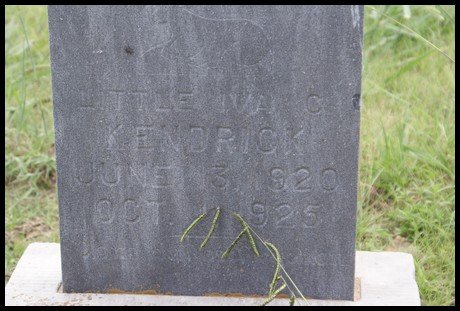 LITTLE IVA C
KENDRICK
JUNE 3, 1920
OCT 1925